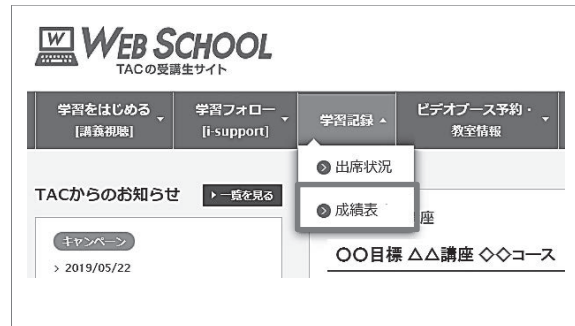 WEB SCHOOL
TACの受講生サイト
学習をはじめる
[講義視聴]
学習フォロー
[i-support]
学習記録
ビデオブース予約・
教室情報
出席状況
成績表
TACからのお知らせ
一覧を見る
座
キャンペーン
〇〇目標 △△講座 ◇◇コース
> 2019/05/22